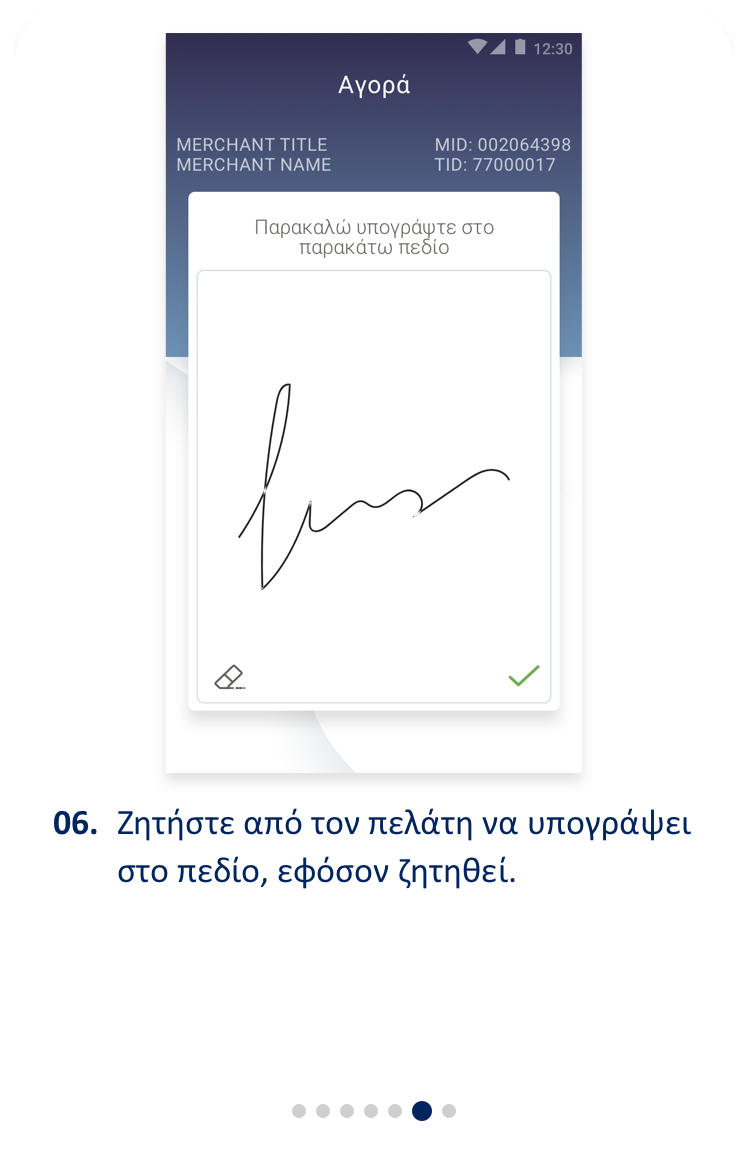 12:30
Αγορά
MERCHANT TITLE MID: 002064398
MERCHANT NAME TID: 77000017
Παρακαλώ υπογράψτε στο
παρακάτω πεδίο
06. Ζητήστε από τον πελάτη να υπογράψει
στο πεδίο, εφόσον ζητηθεί.